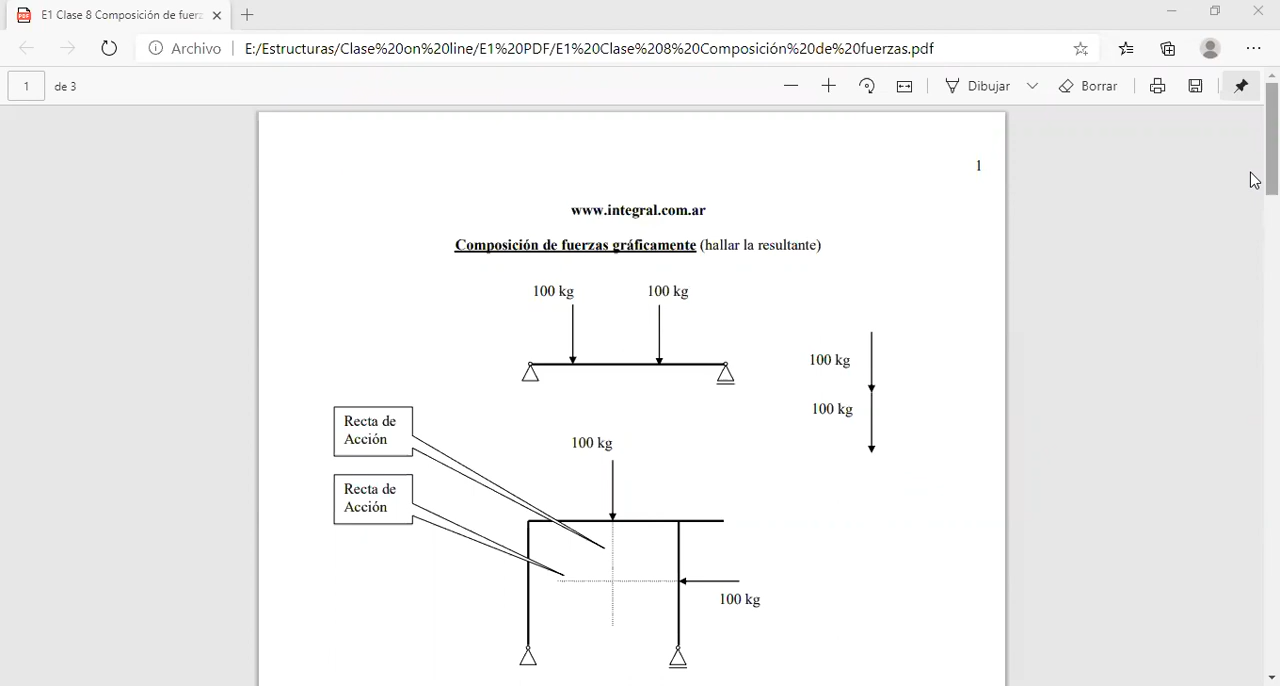 E1 Clase 8 Composición de fuerz
Archivo
E:/Estructuras/Clase%20on%20line/E1%20PDF/E1%20Clase%208%20Composición%20de%20fuerzas.pdf
1 de 3
Dibujar
Borrar
1
www.integral.com.ar
Composición de fuerzas gráficamente (hallar la resultante)
100 kg 100 kg
100 kg
100 kg
Recta de
Acción
100 kg
Recta de
Acción
100 kg